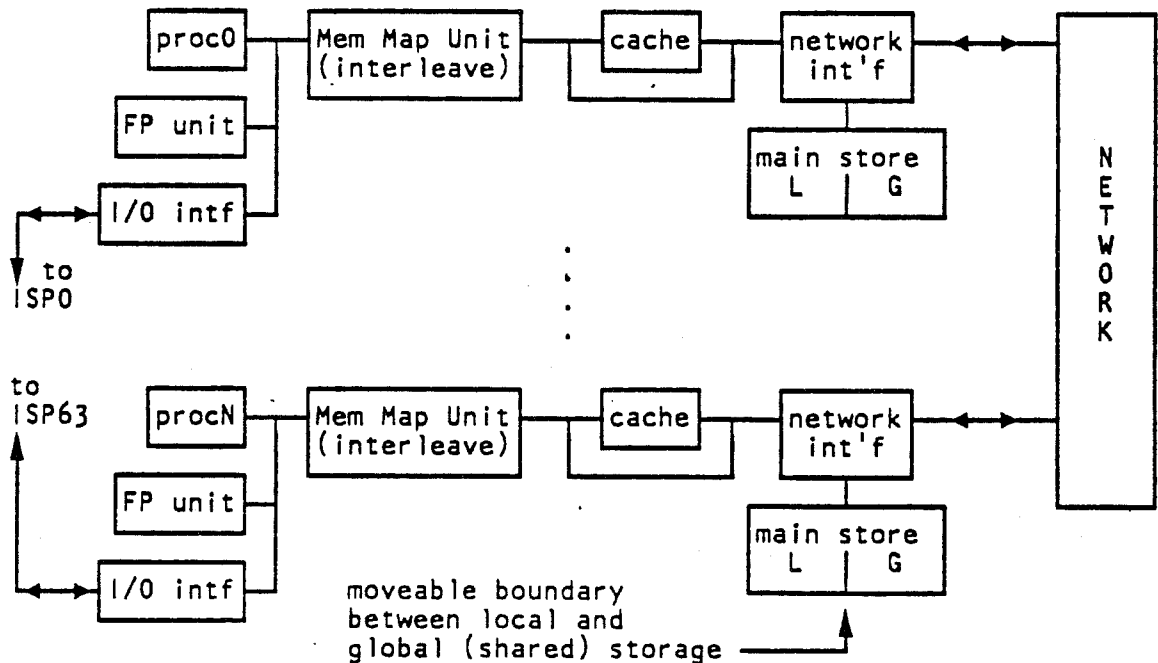 proc0
Mem Map Unit
(interleave)
cache
network
int'f
FP unit
main store
L G
I/O intf
to
ISP0
NETWORK
to
ISP63
procN
Mem Map Unit
(interleave)
cache
network
int'f
FP unit
main store
L G
I/O intf
moveable boundary
between local and
global (shared) storage